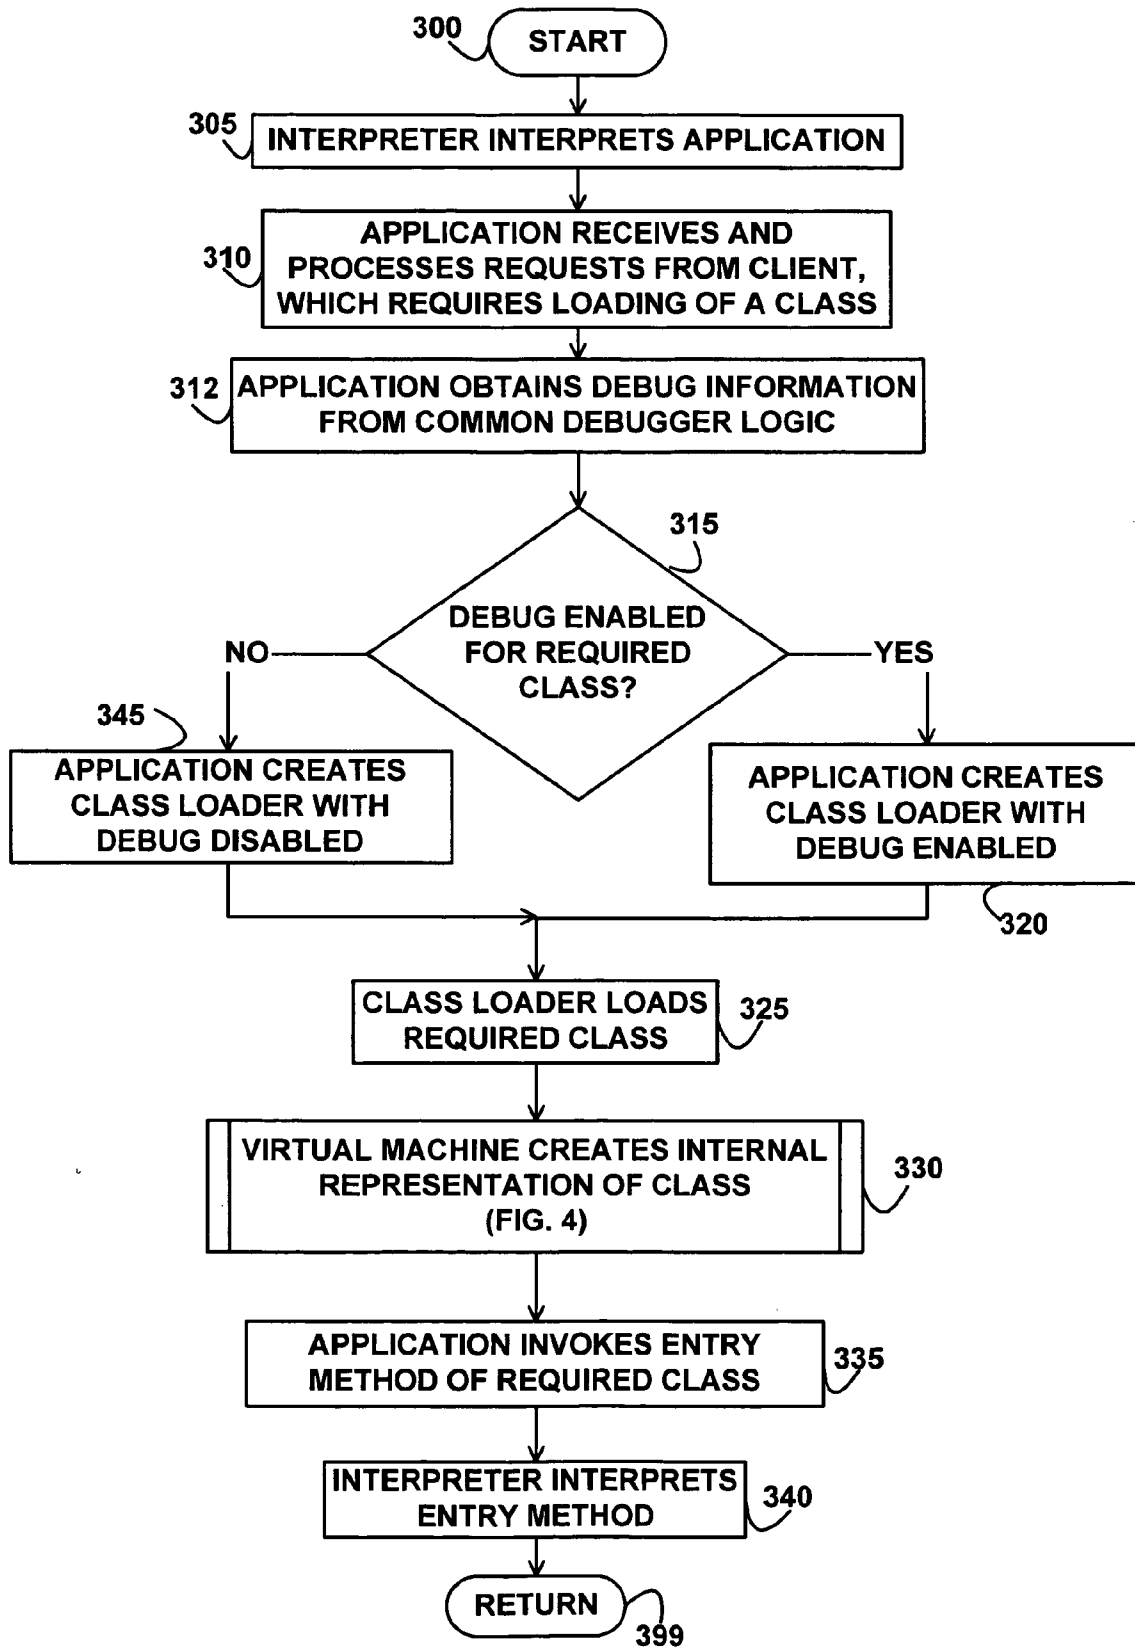 300
START
305
INTERPRETER INTERPRETS APPLICATION
310
APPLICATION RECEIVES AND
PROCESSES REQUESTS FROM CLIENT,
WHICH REQUIRES LOADING OF A CLASS
312
APPLICATION OBTAINS DEBUG INFORMATION
FROM COMMON DEBUGGER LOGIC
315
DEBUG ENABLED
FOR REQUIRED
CLASS?
NO
YES
345
APPLICATION CREATES
CLASS LOADER WITH
DEBUG DISABLED
APPLICATION CREATES
CLASS LOADER WITH
DEBUG ENABLED
320
CLASS LOADER LOADS
REQUIRED CLASS
325
VIRTUAL MACHINE CREATES INTERNAL
REPRESENTATION OF CLASS
(FIG. 4)
330
APPLICATION INVOKES ENTRY
METHOD OF REQUIRED CLASS
335
INTERPRETER INTERPRETS
ENTRY METHOD
340
RETURN
399